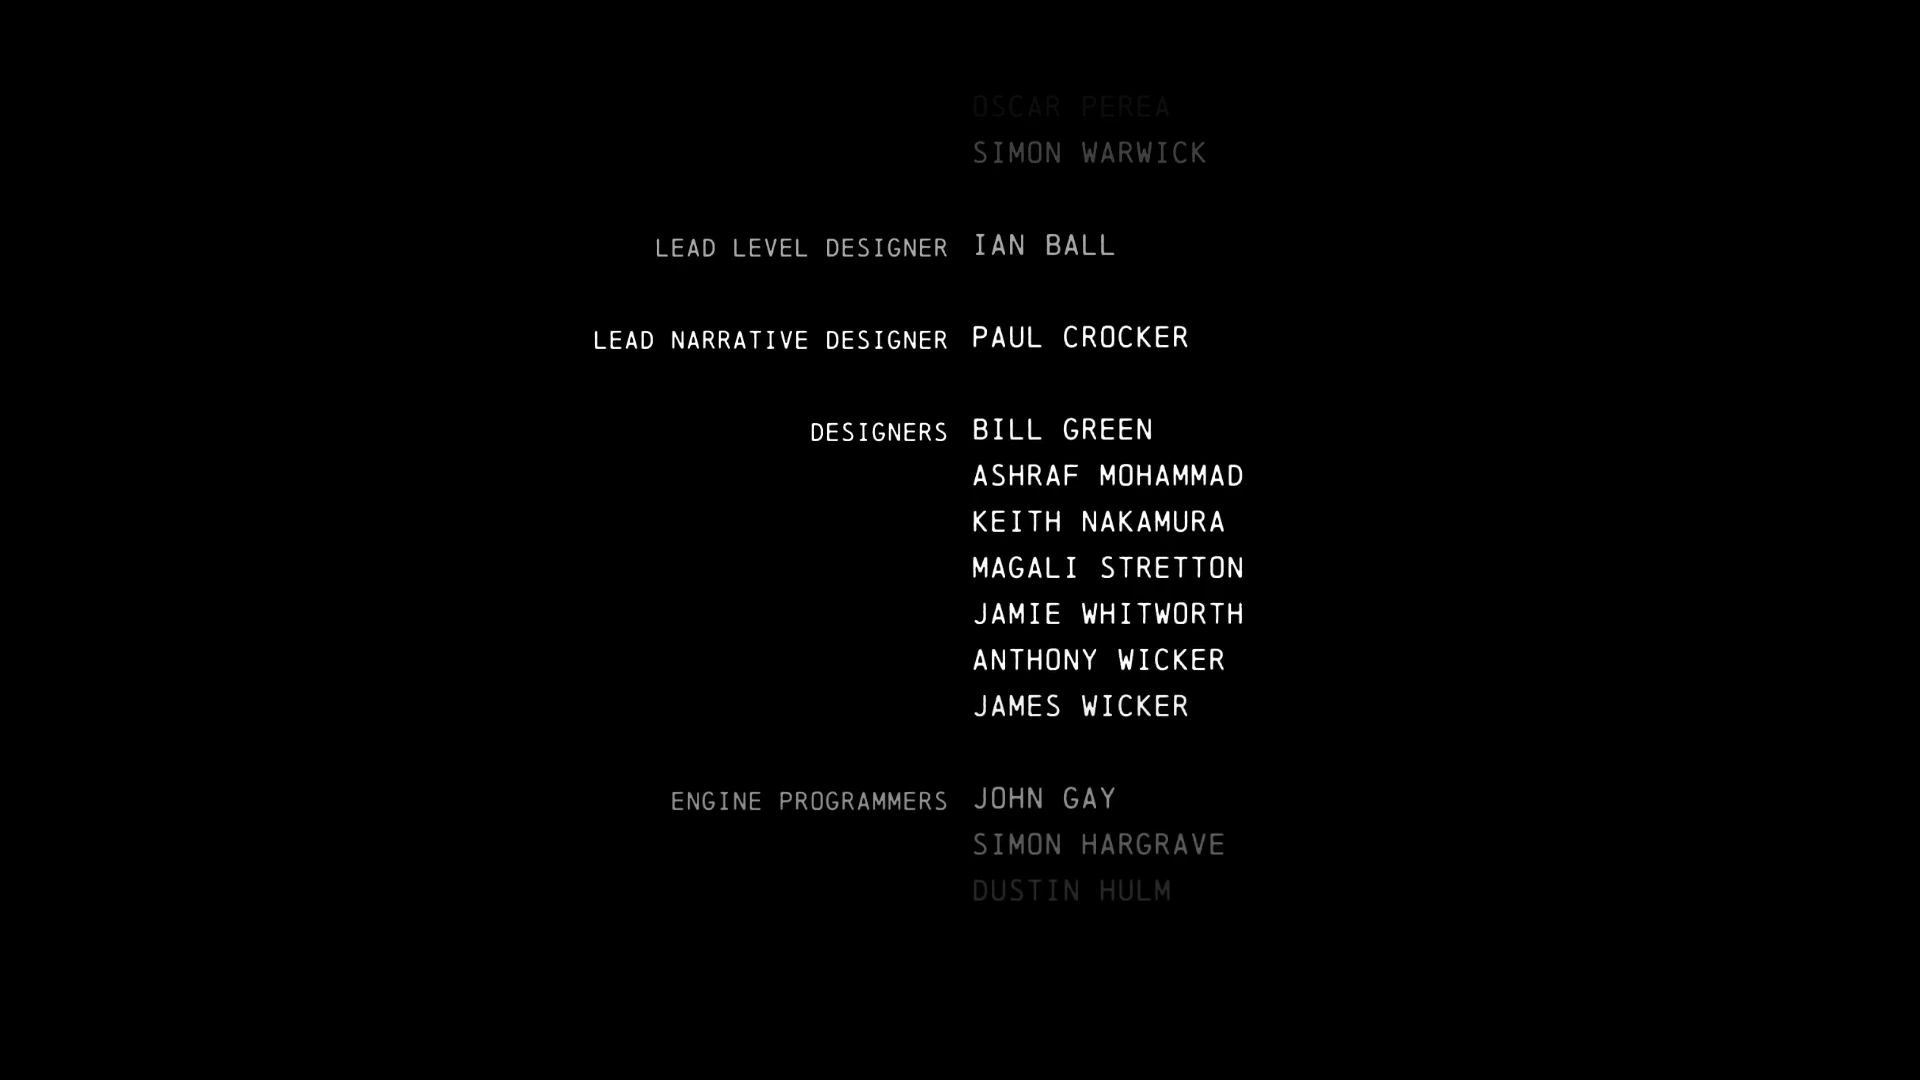 OSCAR PEREA
SIMON WARWICK
LEAD LEVEL DESIGNER IAN BALL
LEAD NARRATIVE DESIGNER PAUL CROCKER
DESIGNERS BILL GREEN
ASHRAF MOHAMMAD
KEITH NAKAMURA
MAGALI STRETTON
JAMIE WHITWORTH
ANTHONY WICKER
JAMES WICKER
ENGINE PROGRAMMERS JOHN GAY
SIMON HARGRAVE
DUSTIN HULM